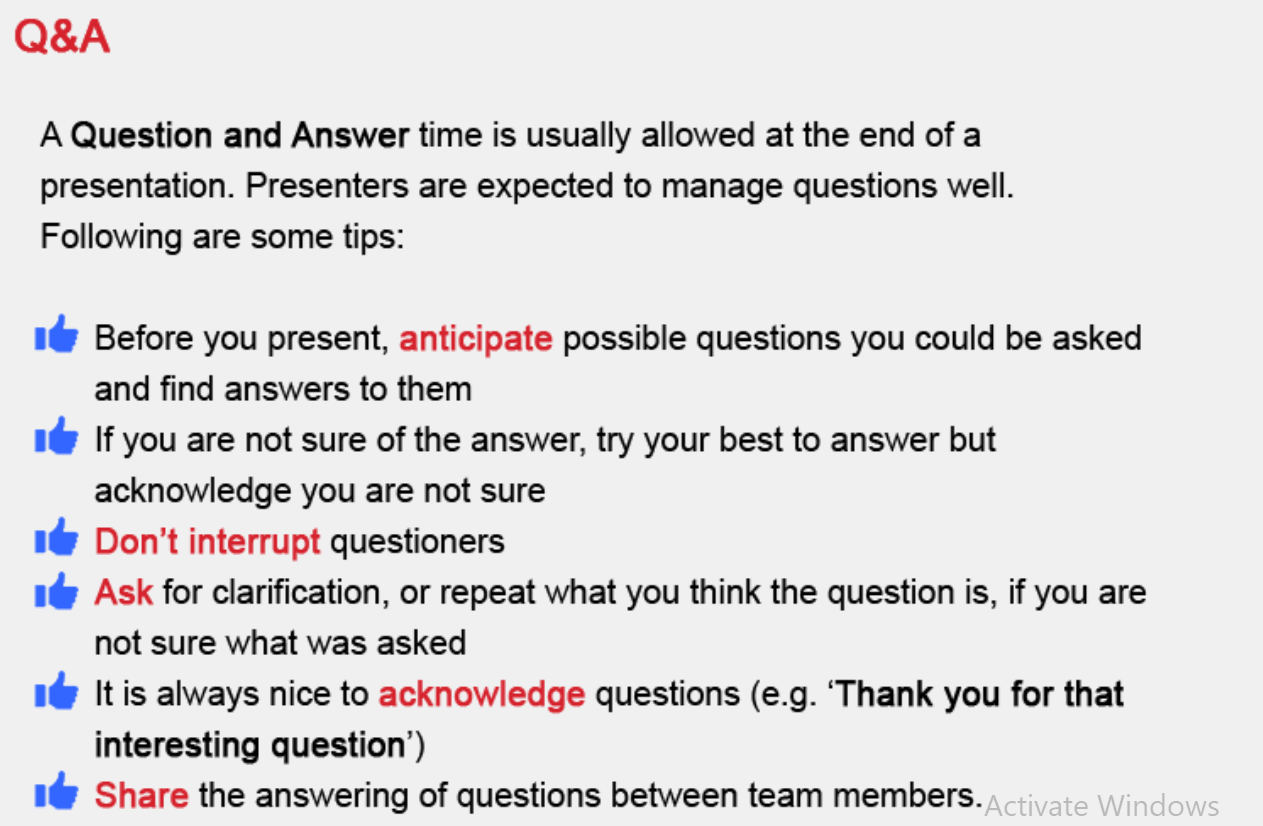 Q&A
A Question and Answer time is usually allowed at the end of a
presentation. Presenters are expected to manage questions well.
Following are some tips:
Before you present, anticipate possible questions you could be asked
and find answers to them
If you are not sure of the answer, try your best to answer but
acknowledge you are not sure
Don’t interrupt questioners
Ask for clarification, or repeat what you think the question is, if you are
not sure what was asked
It is always nice to acknowledge questions (e.g. ‘Thank you for that
interesting question’)
Share the answering of questions between team members.
Activate Windows